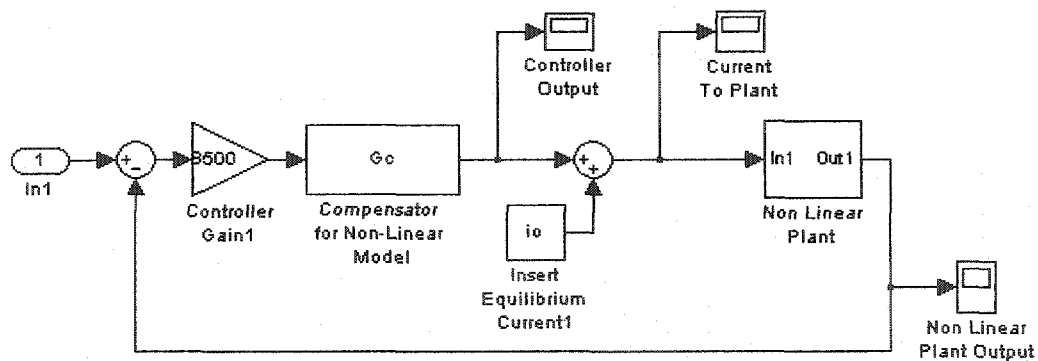 Controller
Output
Current
To Plant
1
In1
+
-
Controller
Gain1
Gc
Compensator
for Non-Linear
Model
+
+
io
Insert
Equilibrium
Current1
In1 Out1
Non Linear
Plant
Non Linear
Plant Output